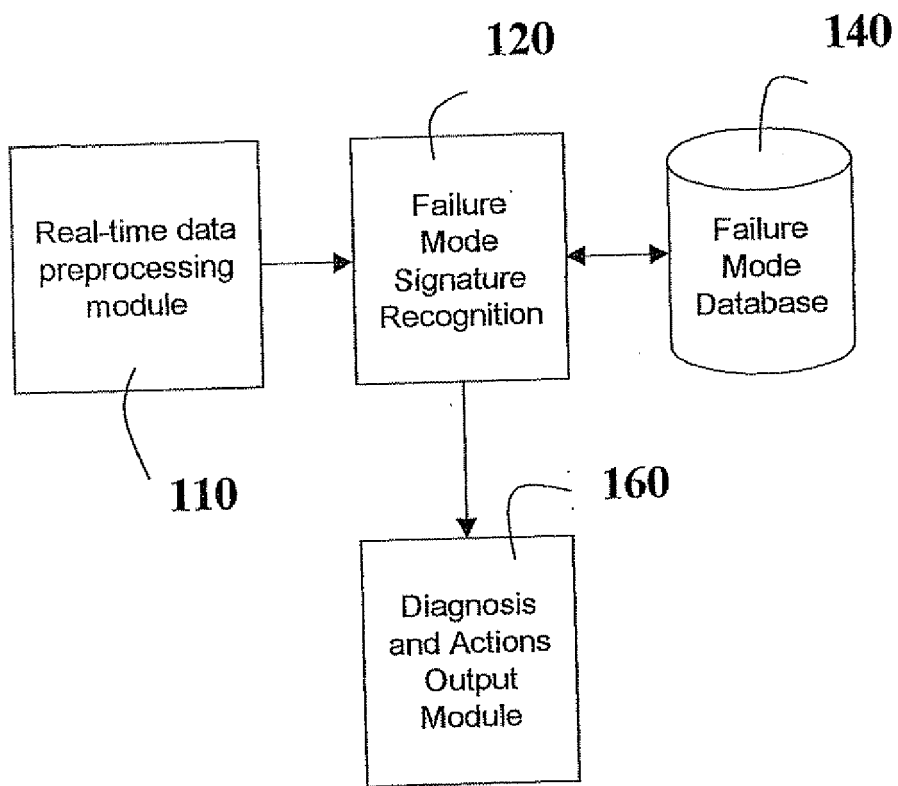 120
140
Real-time data
preprocessing
module
Failure
Mode
Signature
Recognition
Failure
Mode
Database
110
160
Diagnosis
and Actions
Output
Module